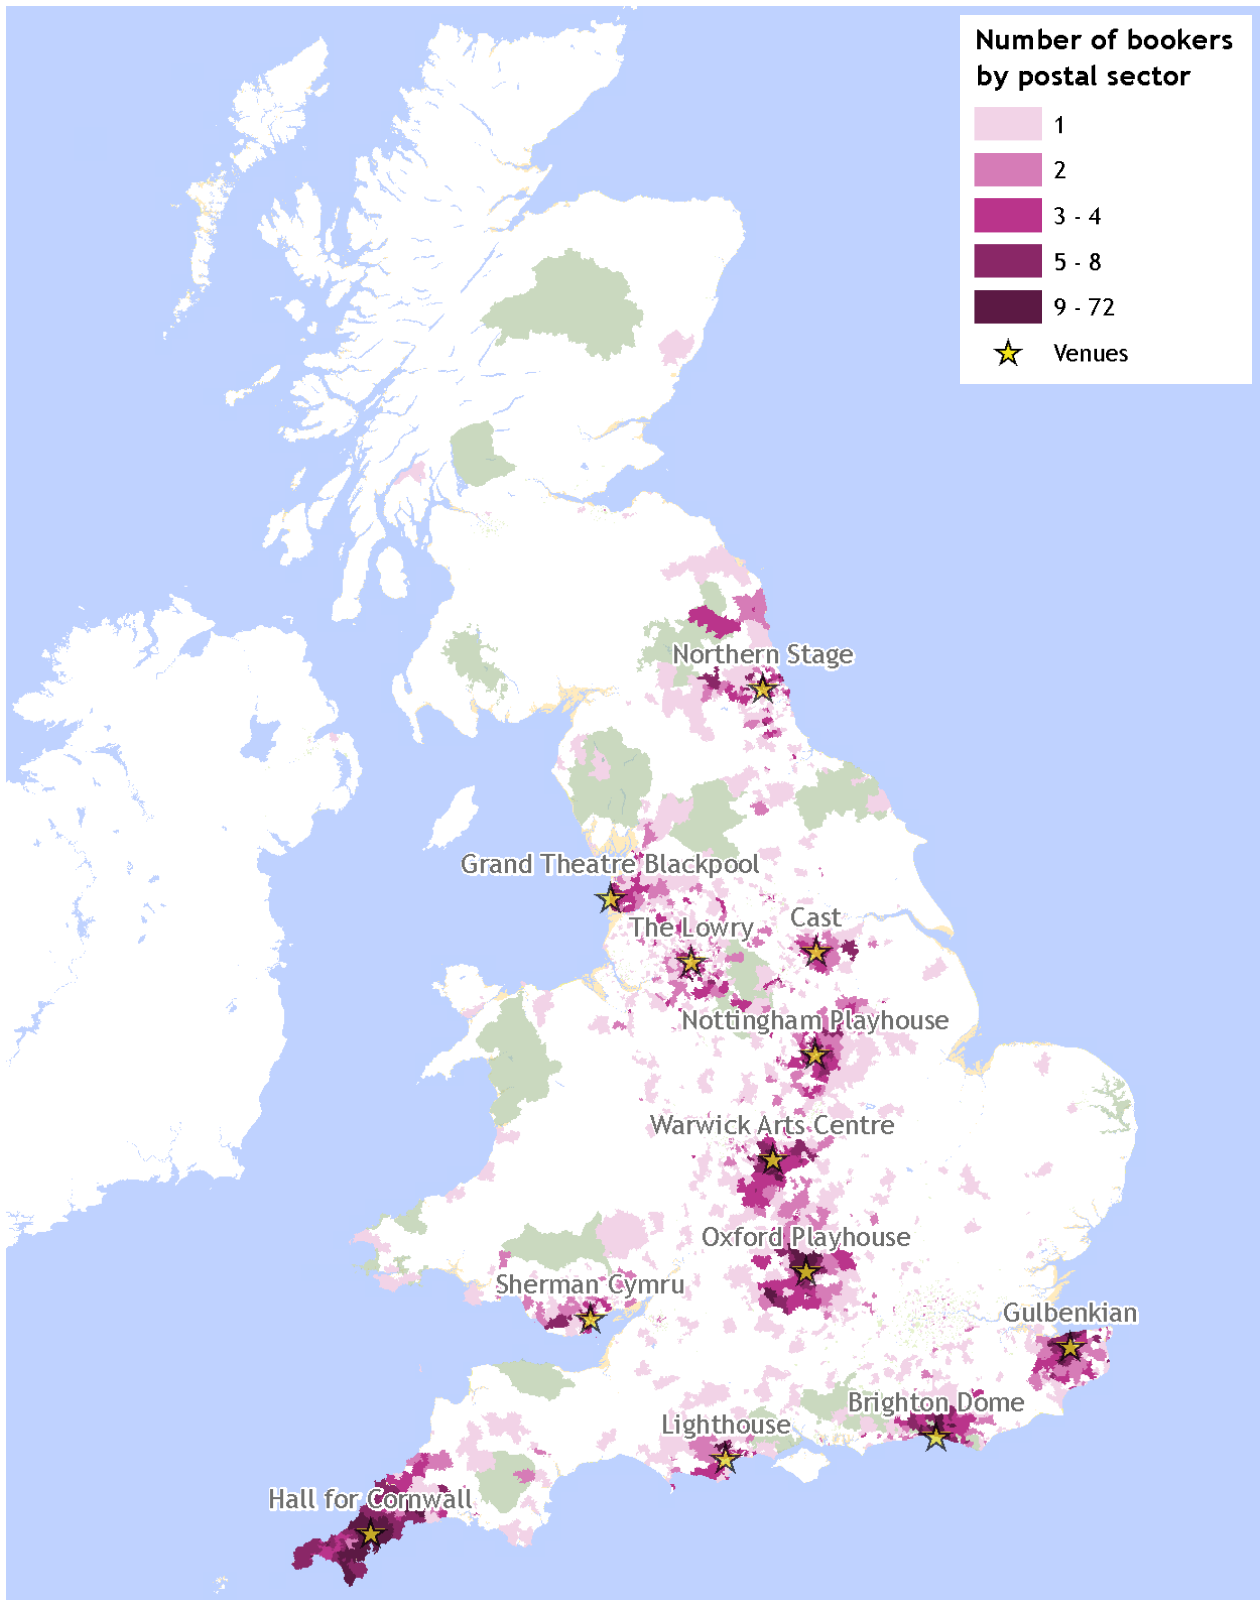 Number of bookers
by postal sector
1
2
3 - 4
5 - 8
9 - 72
Venues
Northern Stage
Grand Theatre Blackpool
Cast
The Lowry
Nottingham Playhouse
Warwick Arts Centre
Oxford Playhouse
Sherman Cymru
Gulbenkian
Brighton Dome
Lighthouse
Hall for Cornwall